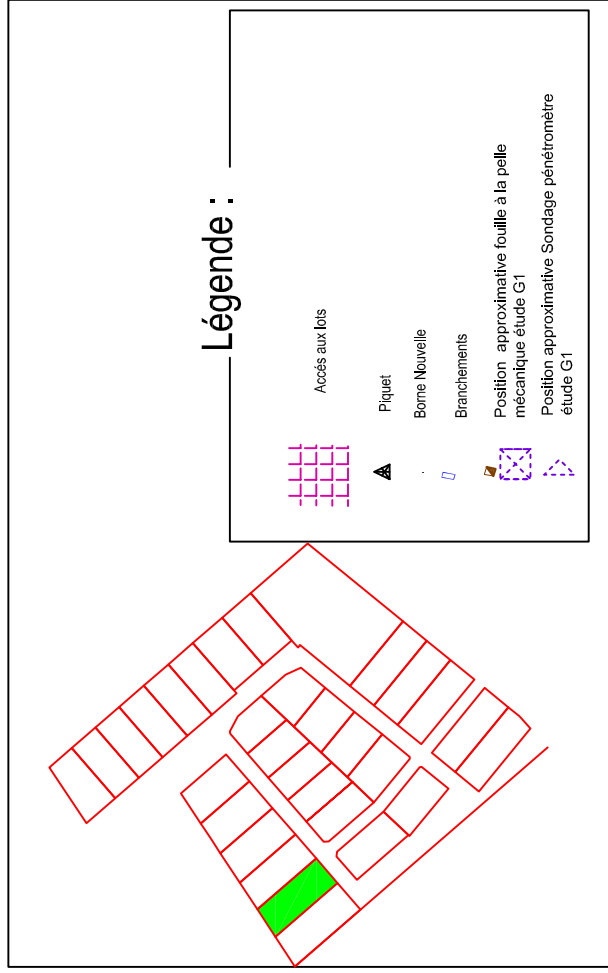 Légende :
Accès aux lots
Piquet
Borne Nouvelle
Branchements
Position approximative fouille à la pelle
mécanique étude G1
Position approximative Sondage pénétromètre
étude G1